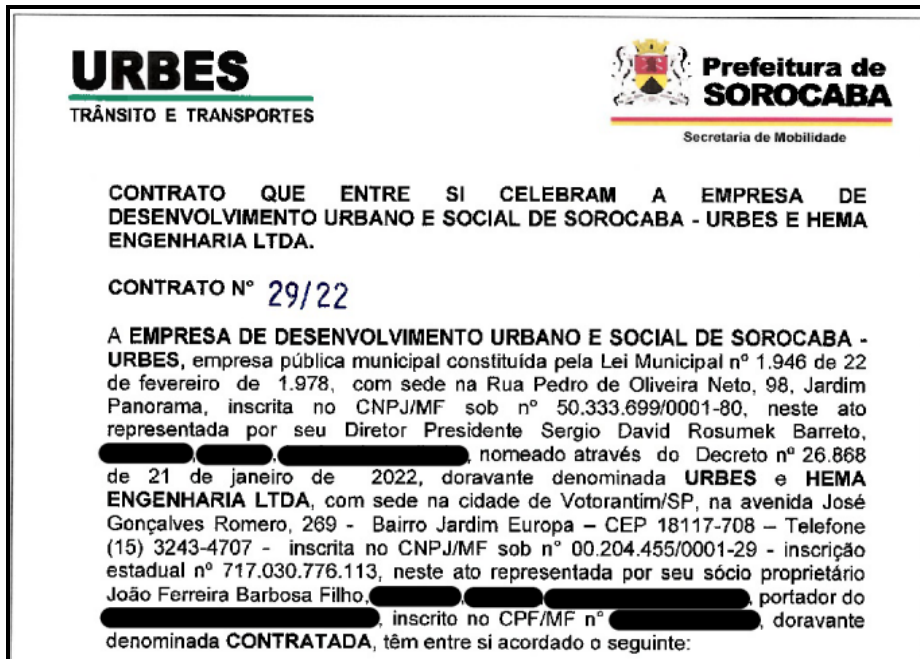 URBES
TRÂNSITO E TRANSPORTES
Prefeitura de
SOROCABA
Secretaria de Mobilidade
CONTRATO QUE ENTRE SI CELEBRAM A EMPRESA DE
DESENVOLVIMENTO URBANO E SOCIAL DE SOROCABA - URBES E HEMA
ENGENHARIA LTDA.
CONTRATO N° 29/22
A EMPRESA DE DESENVOLVIMENTO URBANO E SOCIAL DE SOROCABA -
URBES, empresa pública municipal constituída pela Lei Municipal nº 1.946 de 22
de fevereiro de 1.978, com sede na Rua Pedro de Oliveira Neto, 98, Jardim
Panorama, inscrita no CNPJ/MF sob nº 50.333.699/0001-80, neste ato
representada por seu Diretor Presidente Sergio David Rosumek Barreto,
, , , nomeado através do Decreto nº 26.868
de 21 de janeiro de 2022, doravante denominada URBES e HEMA
ENGENHARIA LTDA, com sede na cidade de Votorantim/SP, na avenida José
Gonçalves Romero, 269 - Bairro Jardim Europa – CEP 18117-708 – Telefone
(15) 3243-4707 - inscrita no CNPJ/MF sob n° 00.204.455/0001-29 - inscrição
estadual nº 717.030.776.113, neste ato representada por seu sócio proprietário
João Ferreira Barbosa Filho, , , , portador do
, inscrito no CPF/MF n° , doravante
denominada CONTRATADA, têm entre si acordado o seguinte: